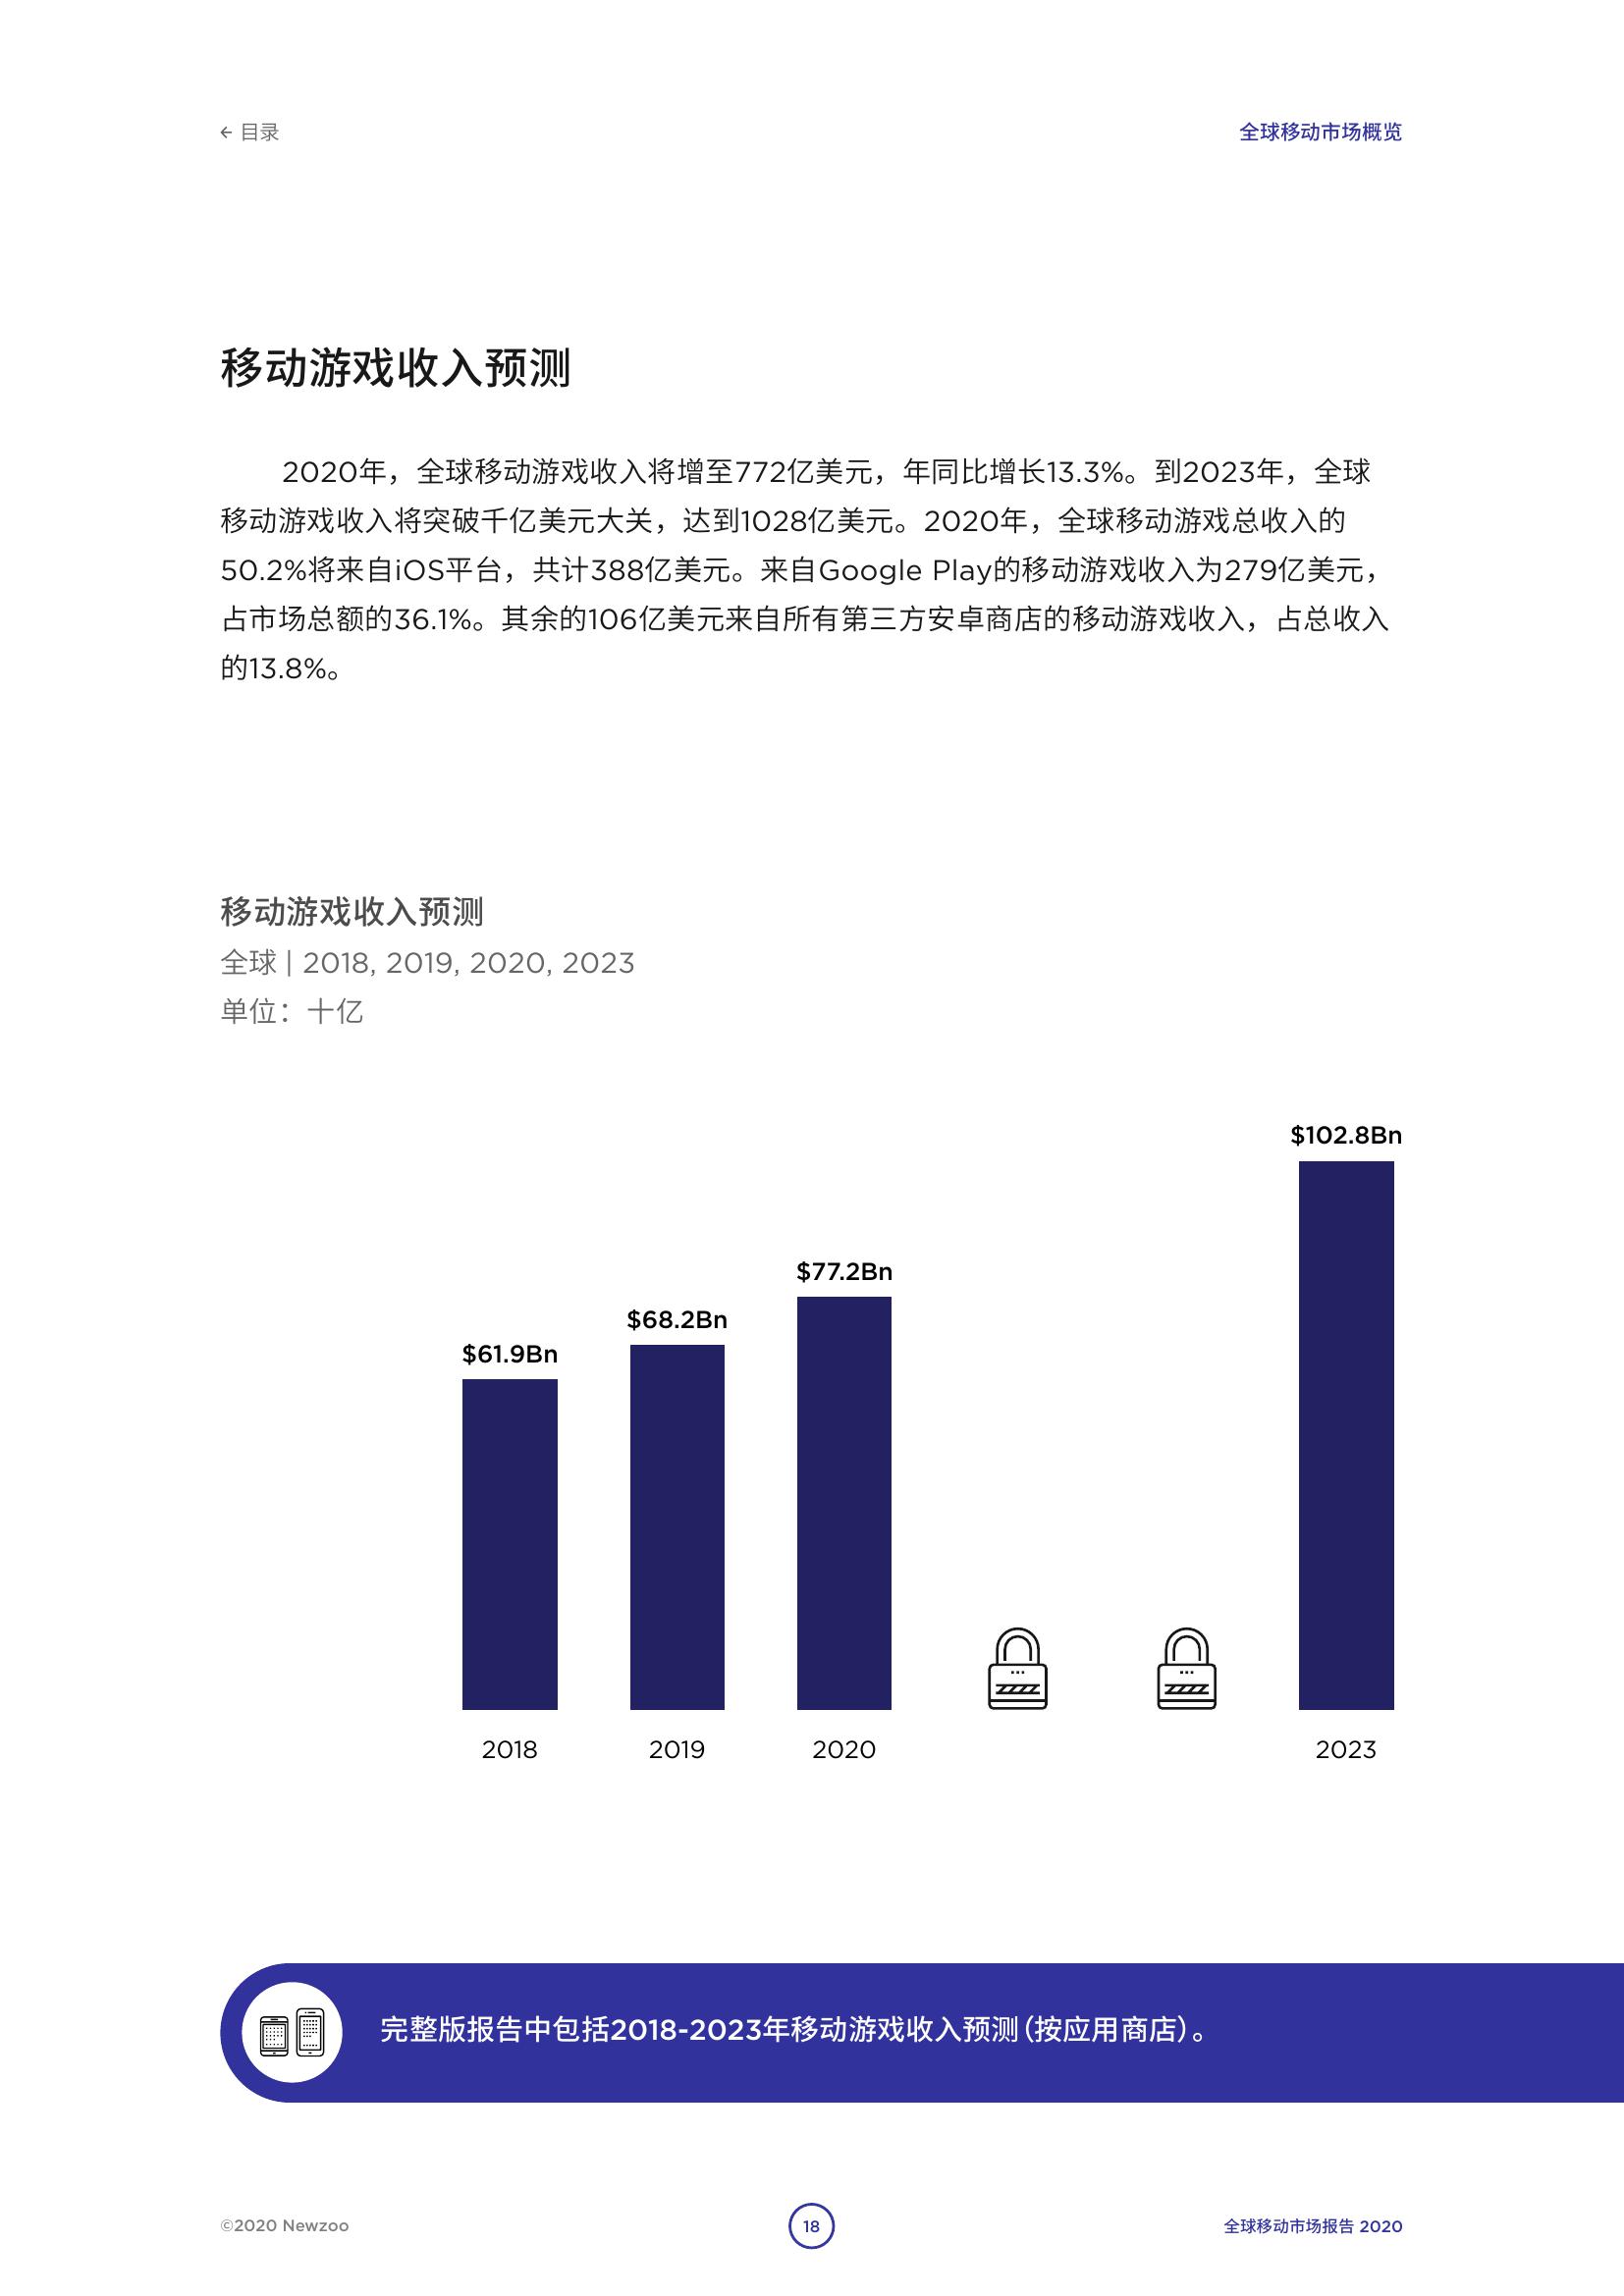 ← 目录
全球移动市场概览
移动游戏收入预测
2020年，全球移动游戏收入将增至772亿美元，年同比增长13.3%。到2023年，全球
移动游戏收入将突破千亿美元大关，达到1028亿美元。2020年，全球移动游戏总收入的
50.2%将来自iOS平台，共计388亿美元。来自Google Play的移动游戏收入为279亿美元，
占市场总额的36.1%。其余的106亿美元来自所有第三方安卓商店的移动游戏收入，占总收入
的13.8%。
移动游戏收入预测
全球 | 2018, 2019, 2020, 2023
单位：十亿
$61.9Bn
$68.2Bn
$77.2Bn
$102.8Bn
2018
2019
2020
2023
完整版报告中包括2018-2023年移动游戏收入预测（按应用商店）。
©2020 Newzoo
18
全球移动市场报告 2020